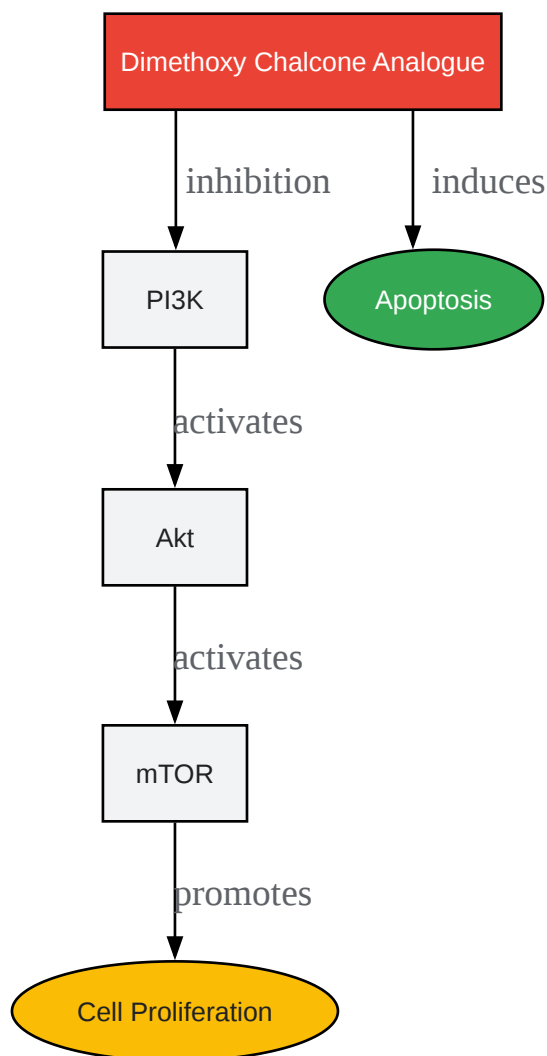 Dimethoxy Chalcone Analogue
inhibition
induces
PI3K
Apoptosis
activates
Akt
activates
mTOR
promotes
Cell Proliferation